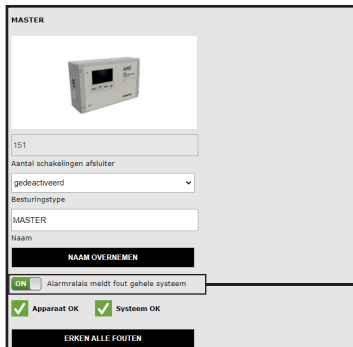 MASTER
151
Aantal schakelingen afsluiter
gedeactiveerd
Besturingstype
MASTER
Naam
NAAM OVERNEMEN
ON Alarmrelais meldt fout gehele systeem
Apparaat OK Systeem OK
ERKEN ALLE FOUTEN